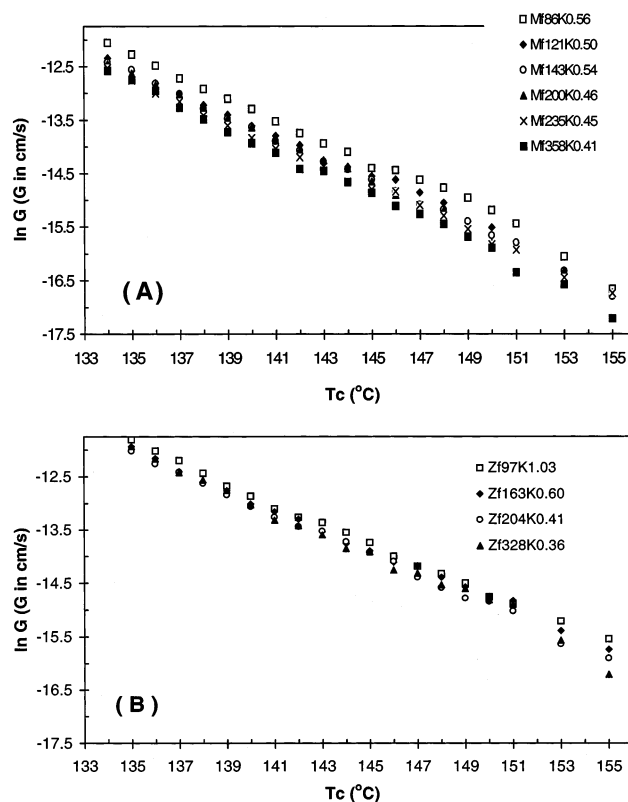 (A)
Mf86K0.56
Mf121K0.50
Mf143K0.54
Mf200K0.46
Mf235K0.45
Mf358K0.41
ln G (G in cm/s)
-12.5
-13.5
-14.5
-15.5
-16.5
-17.5
133 135 137 139 141 143 145 147 149 151 153 155
Tc (°C)
(B)
Zf97K1.03
Zf163K0.60
Zf204K0.41
Zf328K0.36
ln G (G in cm/s)
-12.5
-13.5
-14.5
-15.5
-16.5
-17.5
133 135 137 139 141 143 145 147 149 151 153 155
Tc (°C)